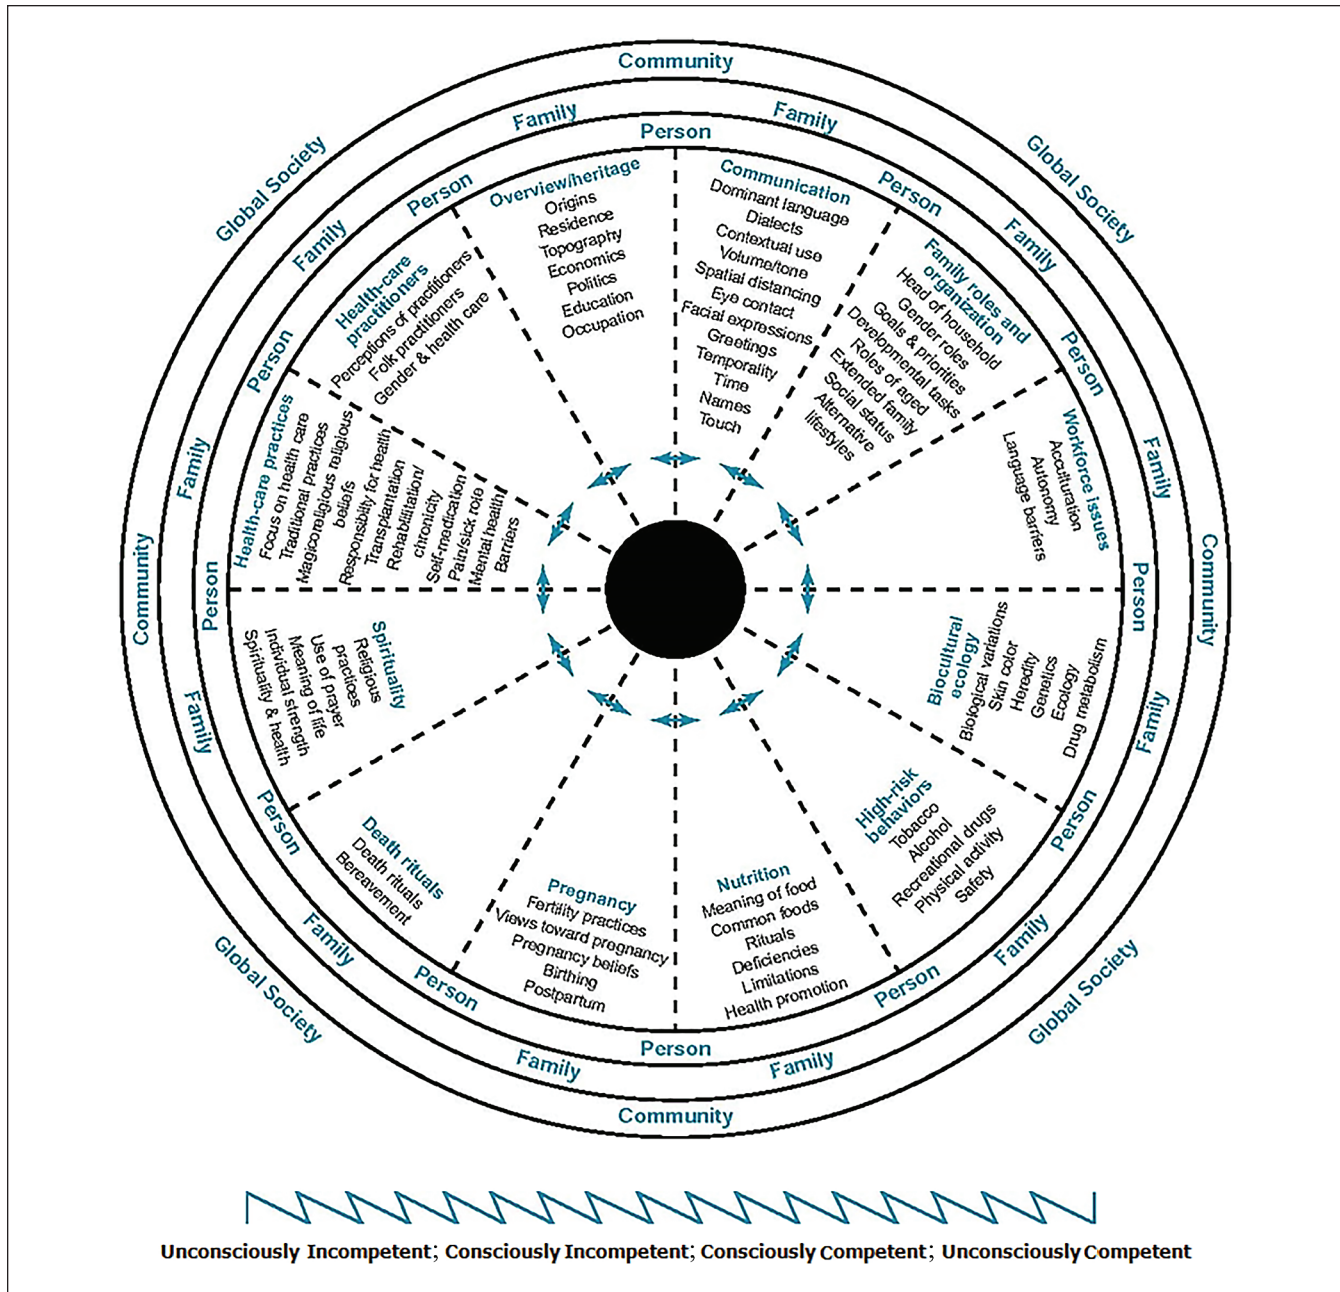 Community
Family
Family
Person
Global Society
Global Society
Person
Person
Family
Family
Person
Person
Family
Family
Community
Community
Person
Person
Family
Family
Person
Person
Family
Family
Person
Person
Global Society
Global Society
Person
Family
Family
Community
Overview/heritage
Origins
Residence
Topography
Economics
Politics
Education
Occupation
Communication
Dominant language
Dialects
Contextual use
Volume/tone
Spatial distancing
Eye contact
Facial expressions
Greetings
Temporality
Time
Names
Touch
Family roles and
organization
Head of household
Gender roles
Goals & priorities
Developmental tasks
Roles of aged
Extended family
Social status
Alternative
lifestyles
Workforce issues
Acculturation
Autonomy
Language barriers
Biocultural
ecology
Biological variations
Skin color
Heredity
Genetics
Ecology
Drug metabolism
High-risk
behaviors
Tobacco
Alcohol
Recreational drugs
Physical activity
Safety
Nutrition
Meaning of food
Common foods
Rituals
Deficiencies
Limitations
Health promotion
Pregnancy
Fertility practices
Views toward pregnancy
Pregnancy beliefs
Birthing
Postpartum
Death rituals
Death rituals
Bereavement
Spirituality
Religious
practices
Use of prayer
Meaning of life
Individual strength
Spirituality & health
Health-care practices
Focus on health care
Traditional practices
Magicoreligious religious
beliefs
Responsibility for health
Transplantation
Rehabilitation/
chronicity
Self-medication
Pain/sick role
Mental health
Barriers
Health-care
practitioners
Perceptions of practitioners
Folk practitioners
Gender & health care
Unconsciously Incompetent; Consciously Incompetent; Consciously Competent; Unconsciously Competent